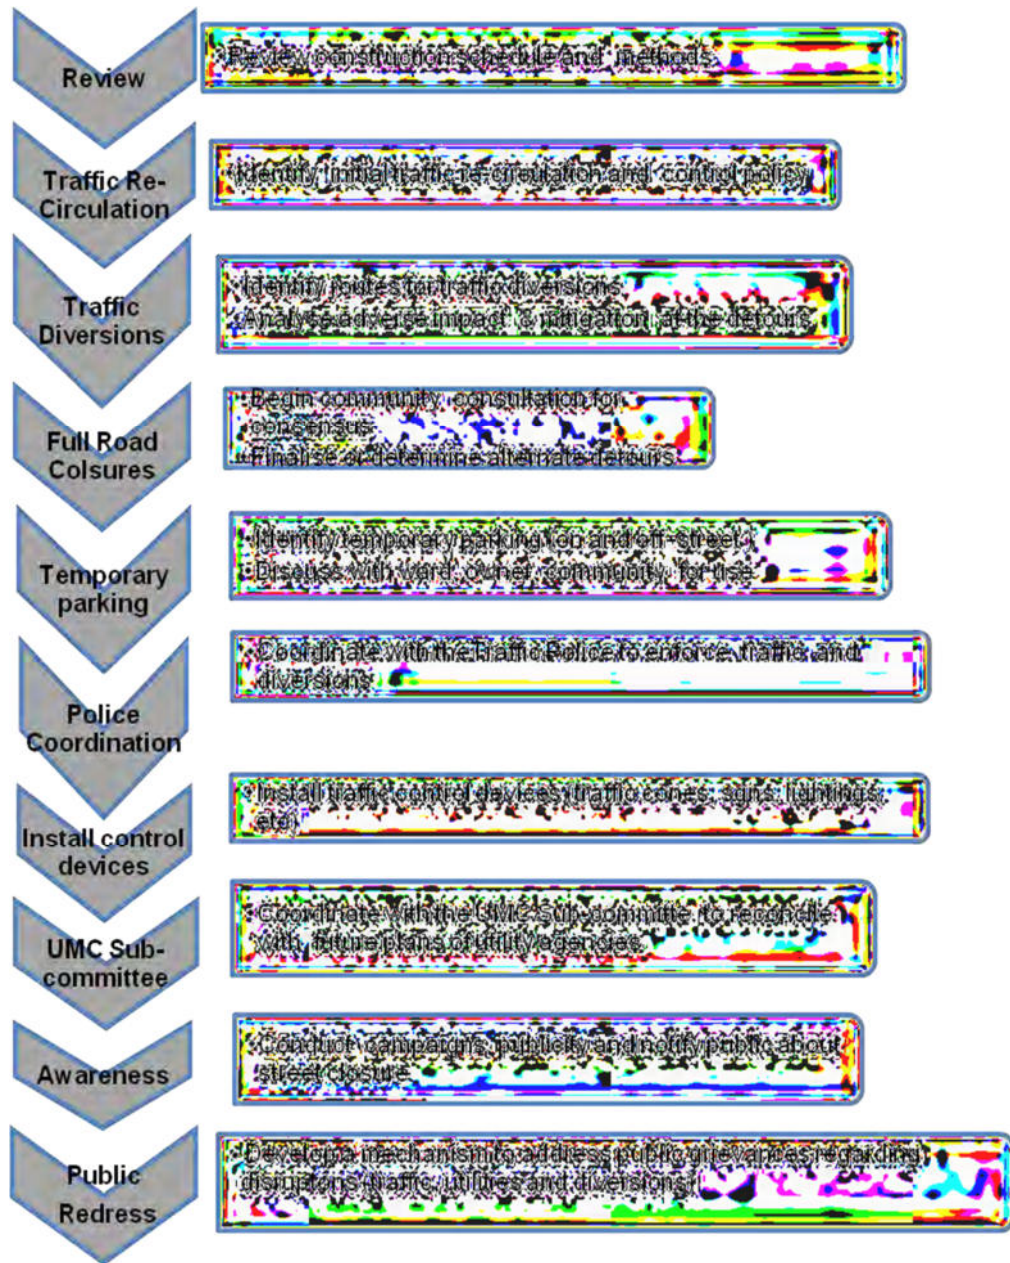 Review
• Review construction schedule and methods
Traffic Re-
Circulation
• Identify initial traffic re-circulation and control policy
Traffic
Diversions
• Identify routes for traffic diversions
• Analyse adverse impact & mitigation at the detours
Full Road
Colsures
• Begin community consultation for
consensus
• Finalise or determine alternate detours
Temporary
parking
• Identify temporary parking (on and off-street)
• Discuss with ward owner community for use
Police
Coordination
• Coordinate with the Traffic Police to enforce traffic and
diversions
Install control
devices
• Install traffic control devices (traffic cones, sgns, lightings,
etc)
UMC Sub-
committee
• Coordinate with the UMC Sub-committe to reconcile
with future plans of utility agencies
Awareness
• Conduct campaigns publicity and notify public about
street closure
Public
Redress
• Develop a mechanism to address public grievances regarding
disruptons (traffic, utilities and diversions)